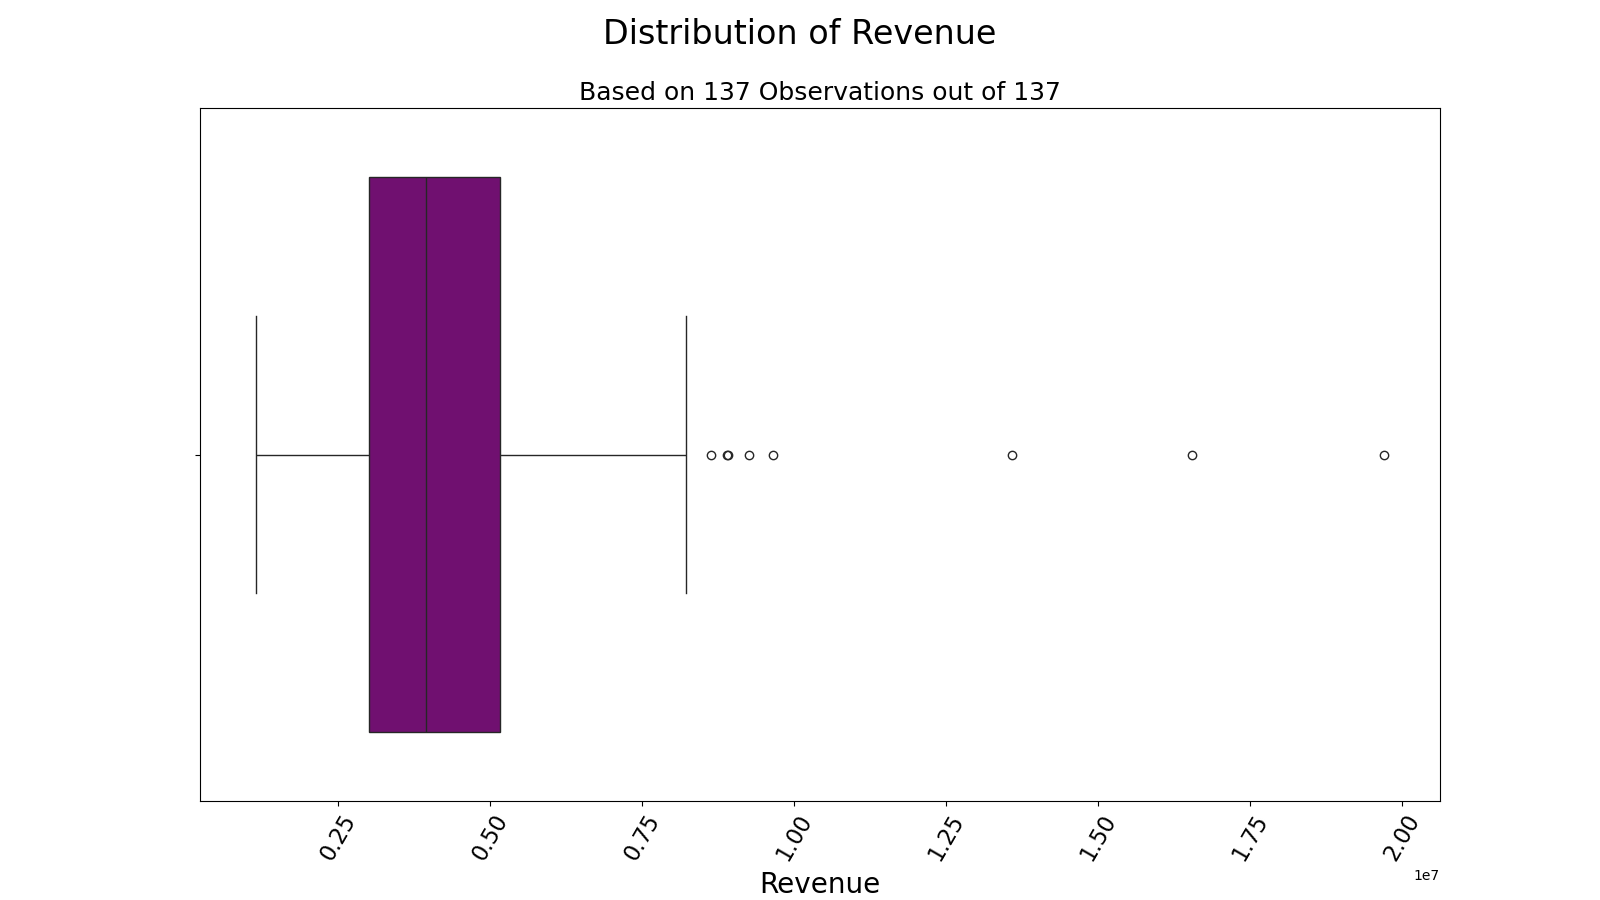 Distribution of Revenue
Based on 137 Observations out of 137
0.25 0.50 0.75 1.00 1.25 1.50 1.75 2.00
1e7
Revenue